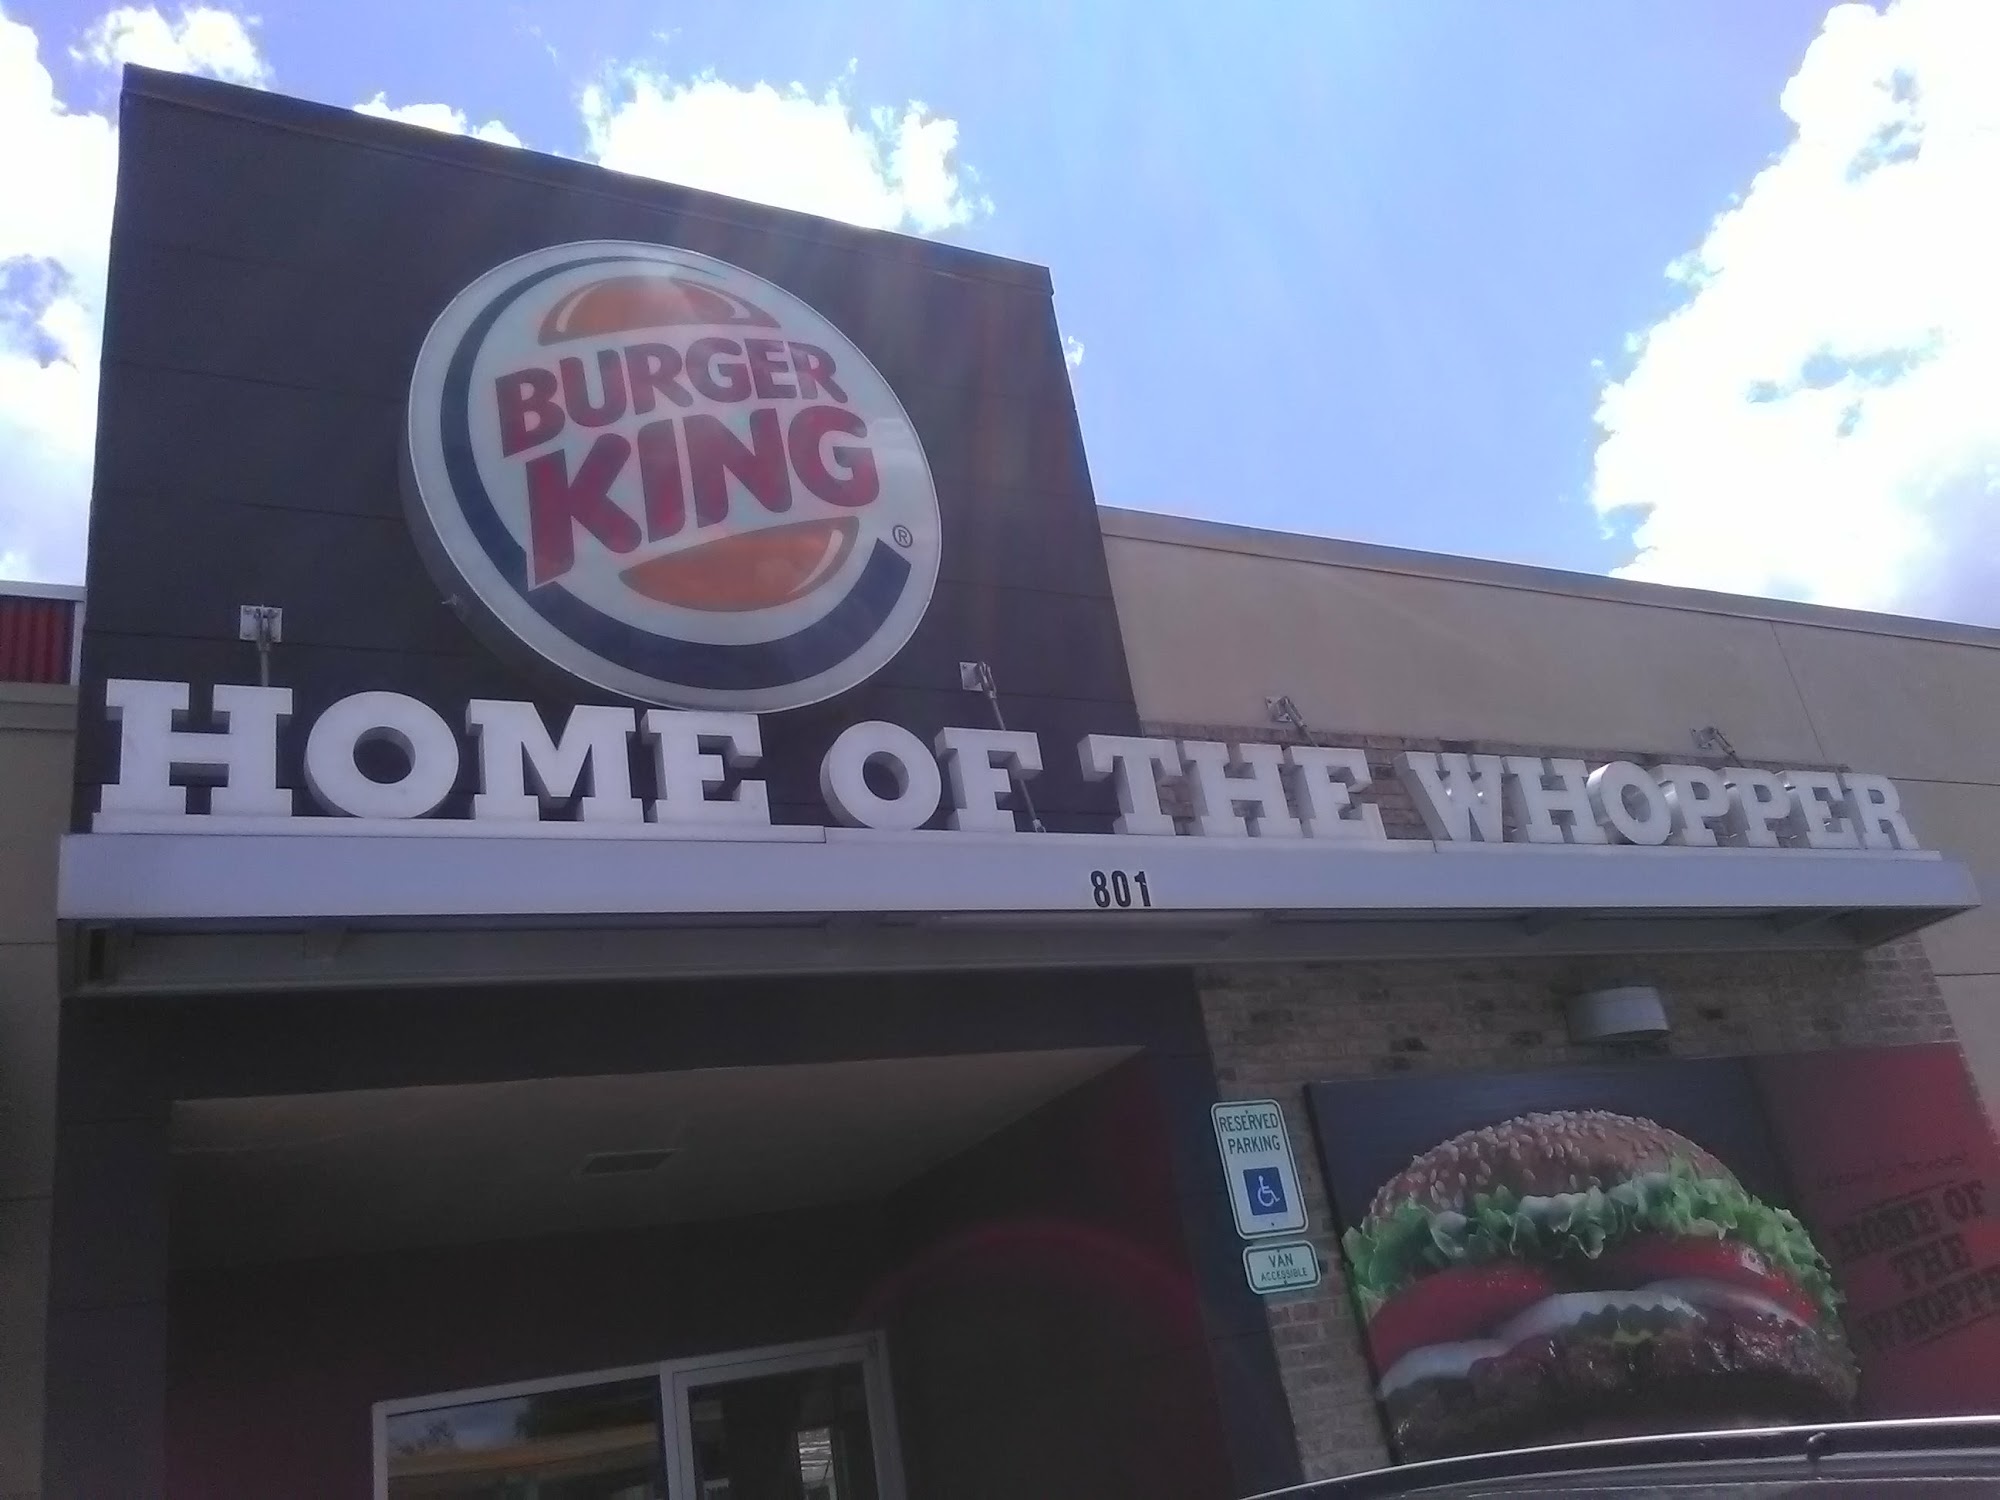 BURGER
KING
®
HOME OF THE WHOPPER
801
RESERVED
PARKING
VAN
ACCESSIBLE
HOME OF
THE